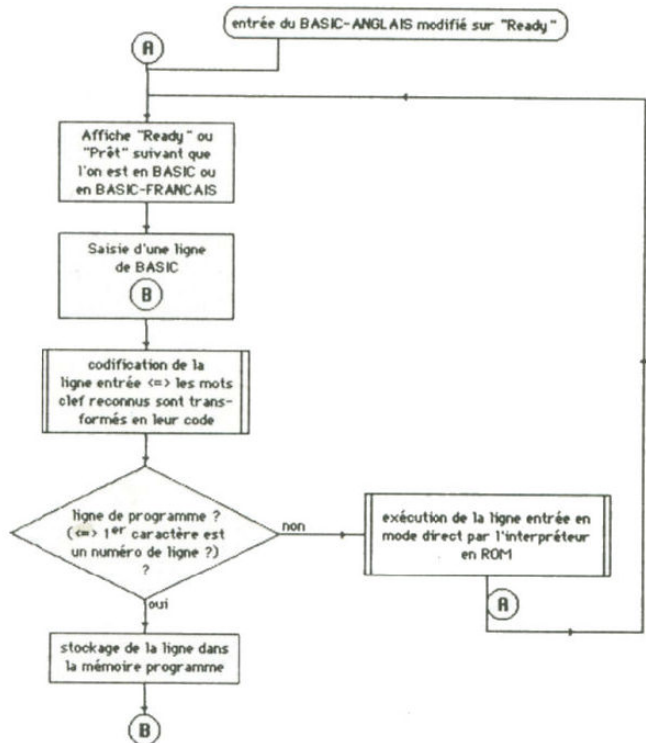 entrée du BASIC-ANGLAIS modifié sur "Ready"
A
Affiche "Ready" ou
"Prêt" suivant que
l'on est en BASIC ou
en BASIC-FRANCAIS
Saisie d'une ligne
de BASIC
B
codification de la
ligne entrée <=> les mots
clef reconnus sont trans-
formés en leur code
ligne de programme ?
(<=> 1er caractère est
un numéro de ligne ?)
?
non
exécution de la ligne entrée en
mode direct par l'interpréteur
en ROM
A
oui
stockage de la ligne dans
la mémoire programme
B